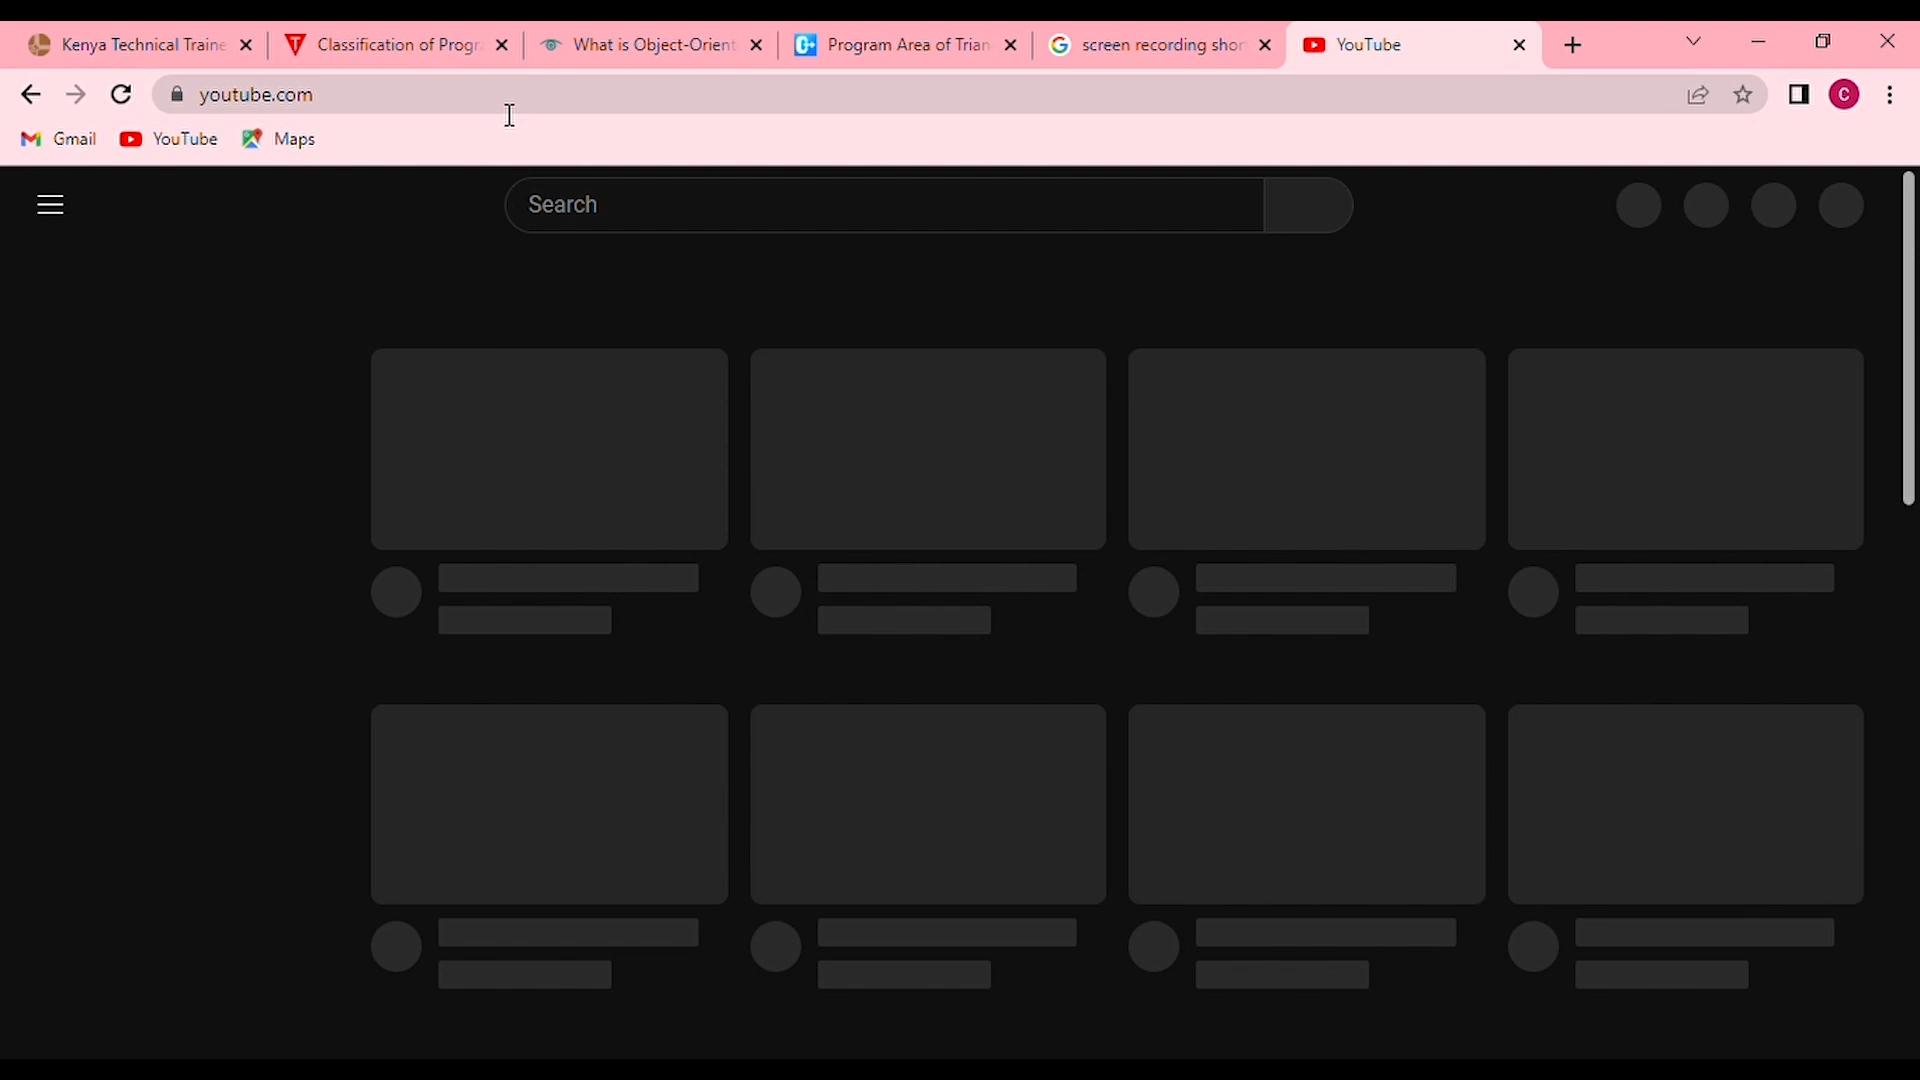 Kenya Technical Traine
Classification of Progr
What is Object-Orient
Program Area of Trian
screen recording shor
YouTube
youtube.com
C
Gmail
YouTube
Maps
Search